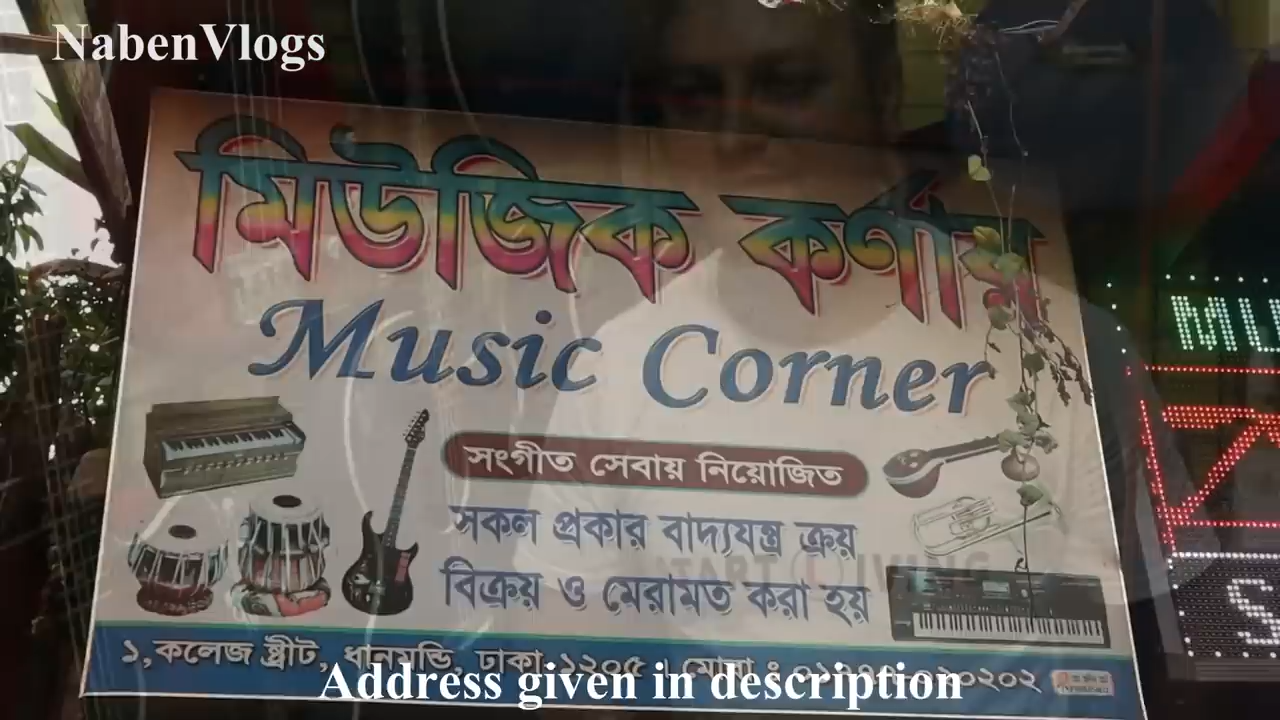 NabenVlogs
মিউজিক কর্ণার
Music Corner
সংগীত সেবায় নিয়োজিত
সকল প্রকার বাদ্যযন্ত্র ক্রয়
বিক্রয় ও মেরামত করা হয়
১, কলেজ ষ্ট্রীট, ধানমন্ডি, ঢাকা-১২০৫ ।
Address given in description